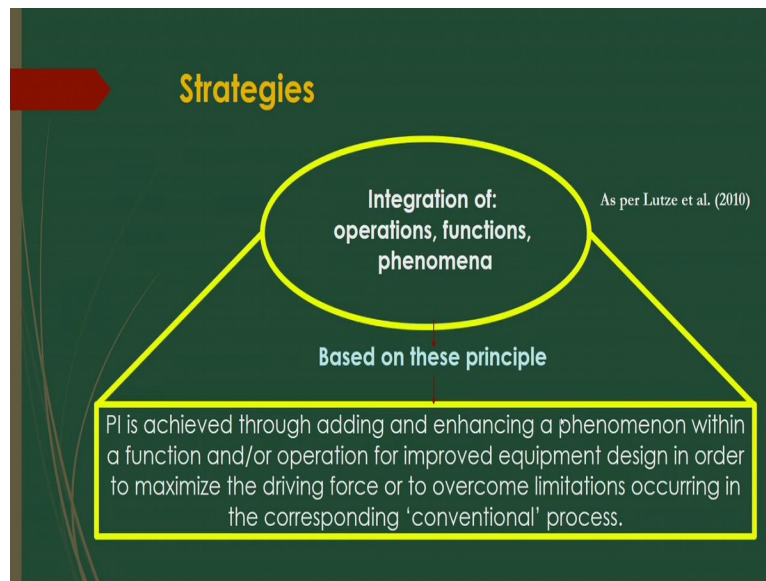 Strategies
Integration of:
operations, functions,
phenomena
As per Lutze et al. (2010)
Based on these principle
PI is achieved through adding and enhancing a phenomenon within
a function and/or operation for improved equipment design in order
to maximize the driving force or to overcome limitations occurring in
the corresponding ‘conventional’ process.